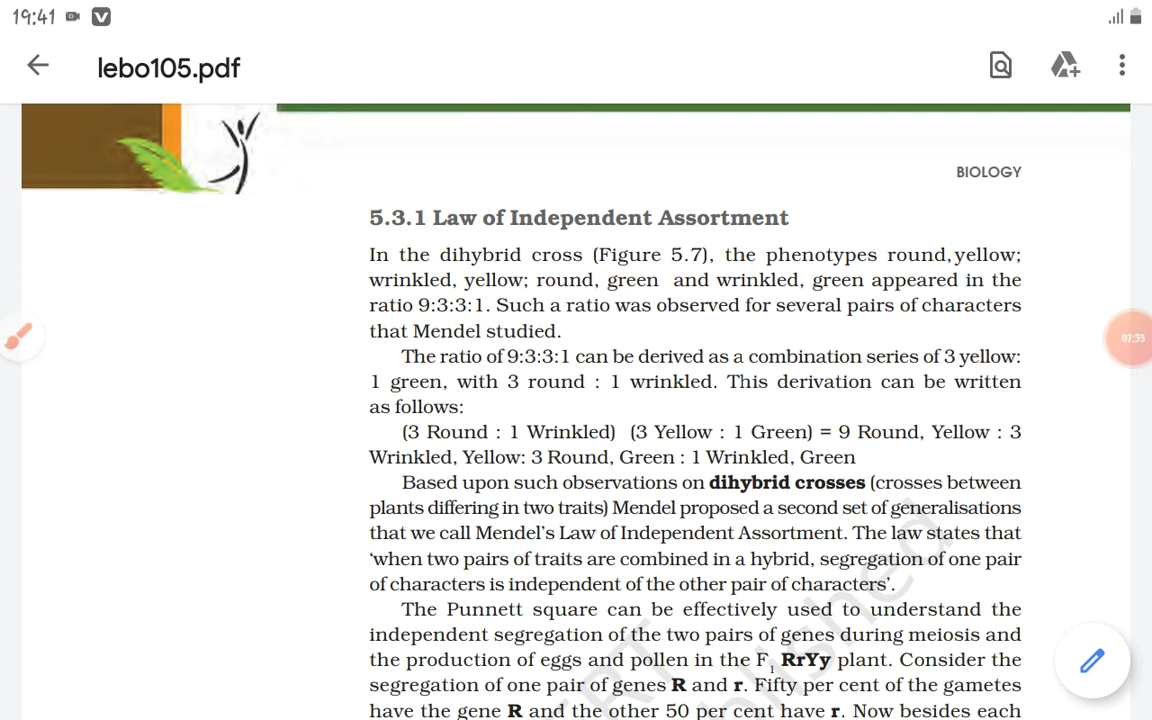 19:41
lebo105.pdf
BIOLOGY
5.3.1 Law of Independent Assortment
In the dihybrid cross (Figure 5.7), the phenotypes round, yellow;
wrinkled, yellow; round, green and wrinkled, green appeared in the
ratio 9:3:3:1. Such a ratio was observed for several pairs of characters
that Mendel studied.
The ratio of 9:3:3:1 can be derived as a combination series of 3 yellow:
1 green, with 3 round : 1 wrinkled. This derivation can be written
as follows:
(3 Round : 1 Wrinkled) (3 Yellow : 1 Green) = 9 Round, Yellow : 3
Wrinkled, Yellow: 3 Round, Green : 1 Wrinkled, Green
Based upon such observations on dihybrid crosses (crosses between
plants differing in two traits) Mendel proposed a second set of generalisations
that we call Mendel’s Law of Independent Assortment. The law states that
‘when two pairs of traits are combined in a hybrid, segregation of one pair
of characters is independent of the other pair of characters’.
The Punnett square can be effectively used to understand the
independent segregation of the two pairs of genes during meiosis and
the production of eggs and pollen in the F1 RrYy plant. Consider the
segregation of one pair of genes R and r. Fifty per cent of the gametes
have the gene R and the other 50 per cent have r. Now besides each
07:33